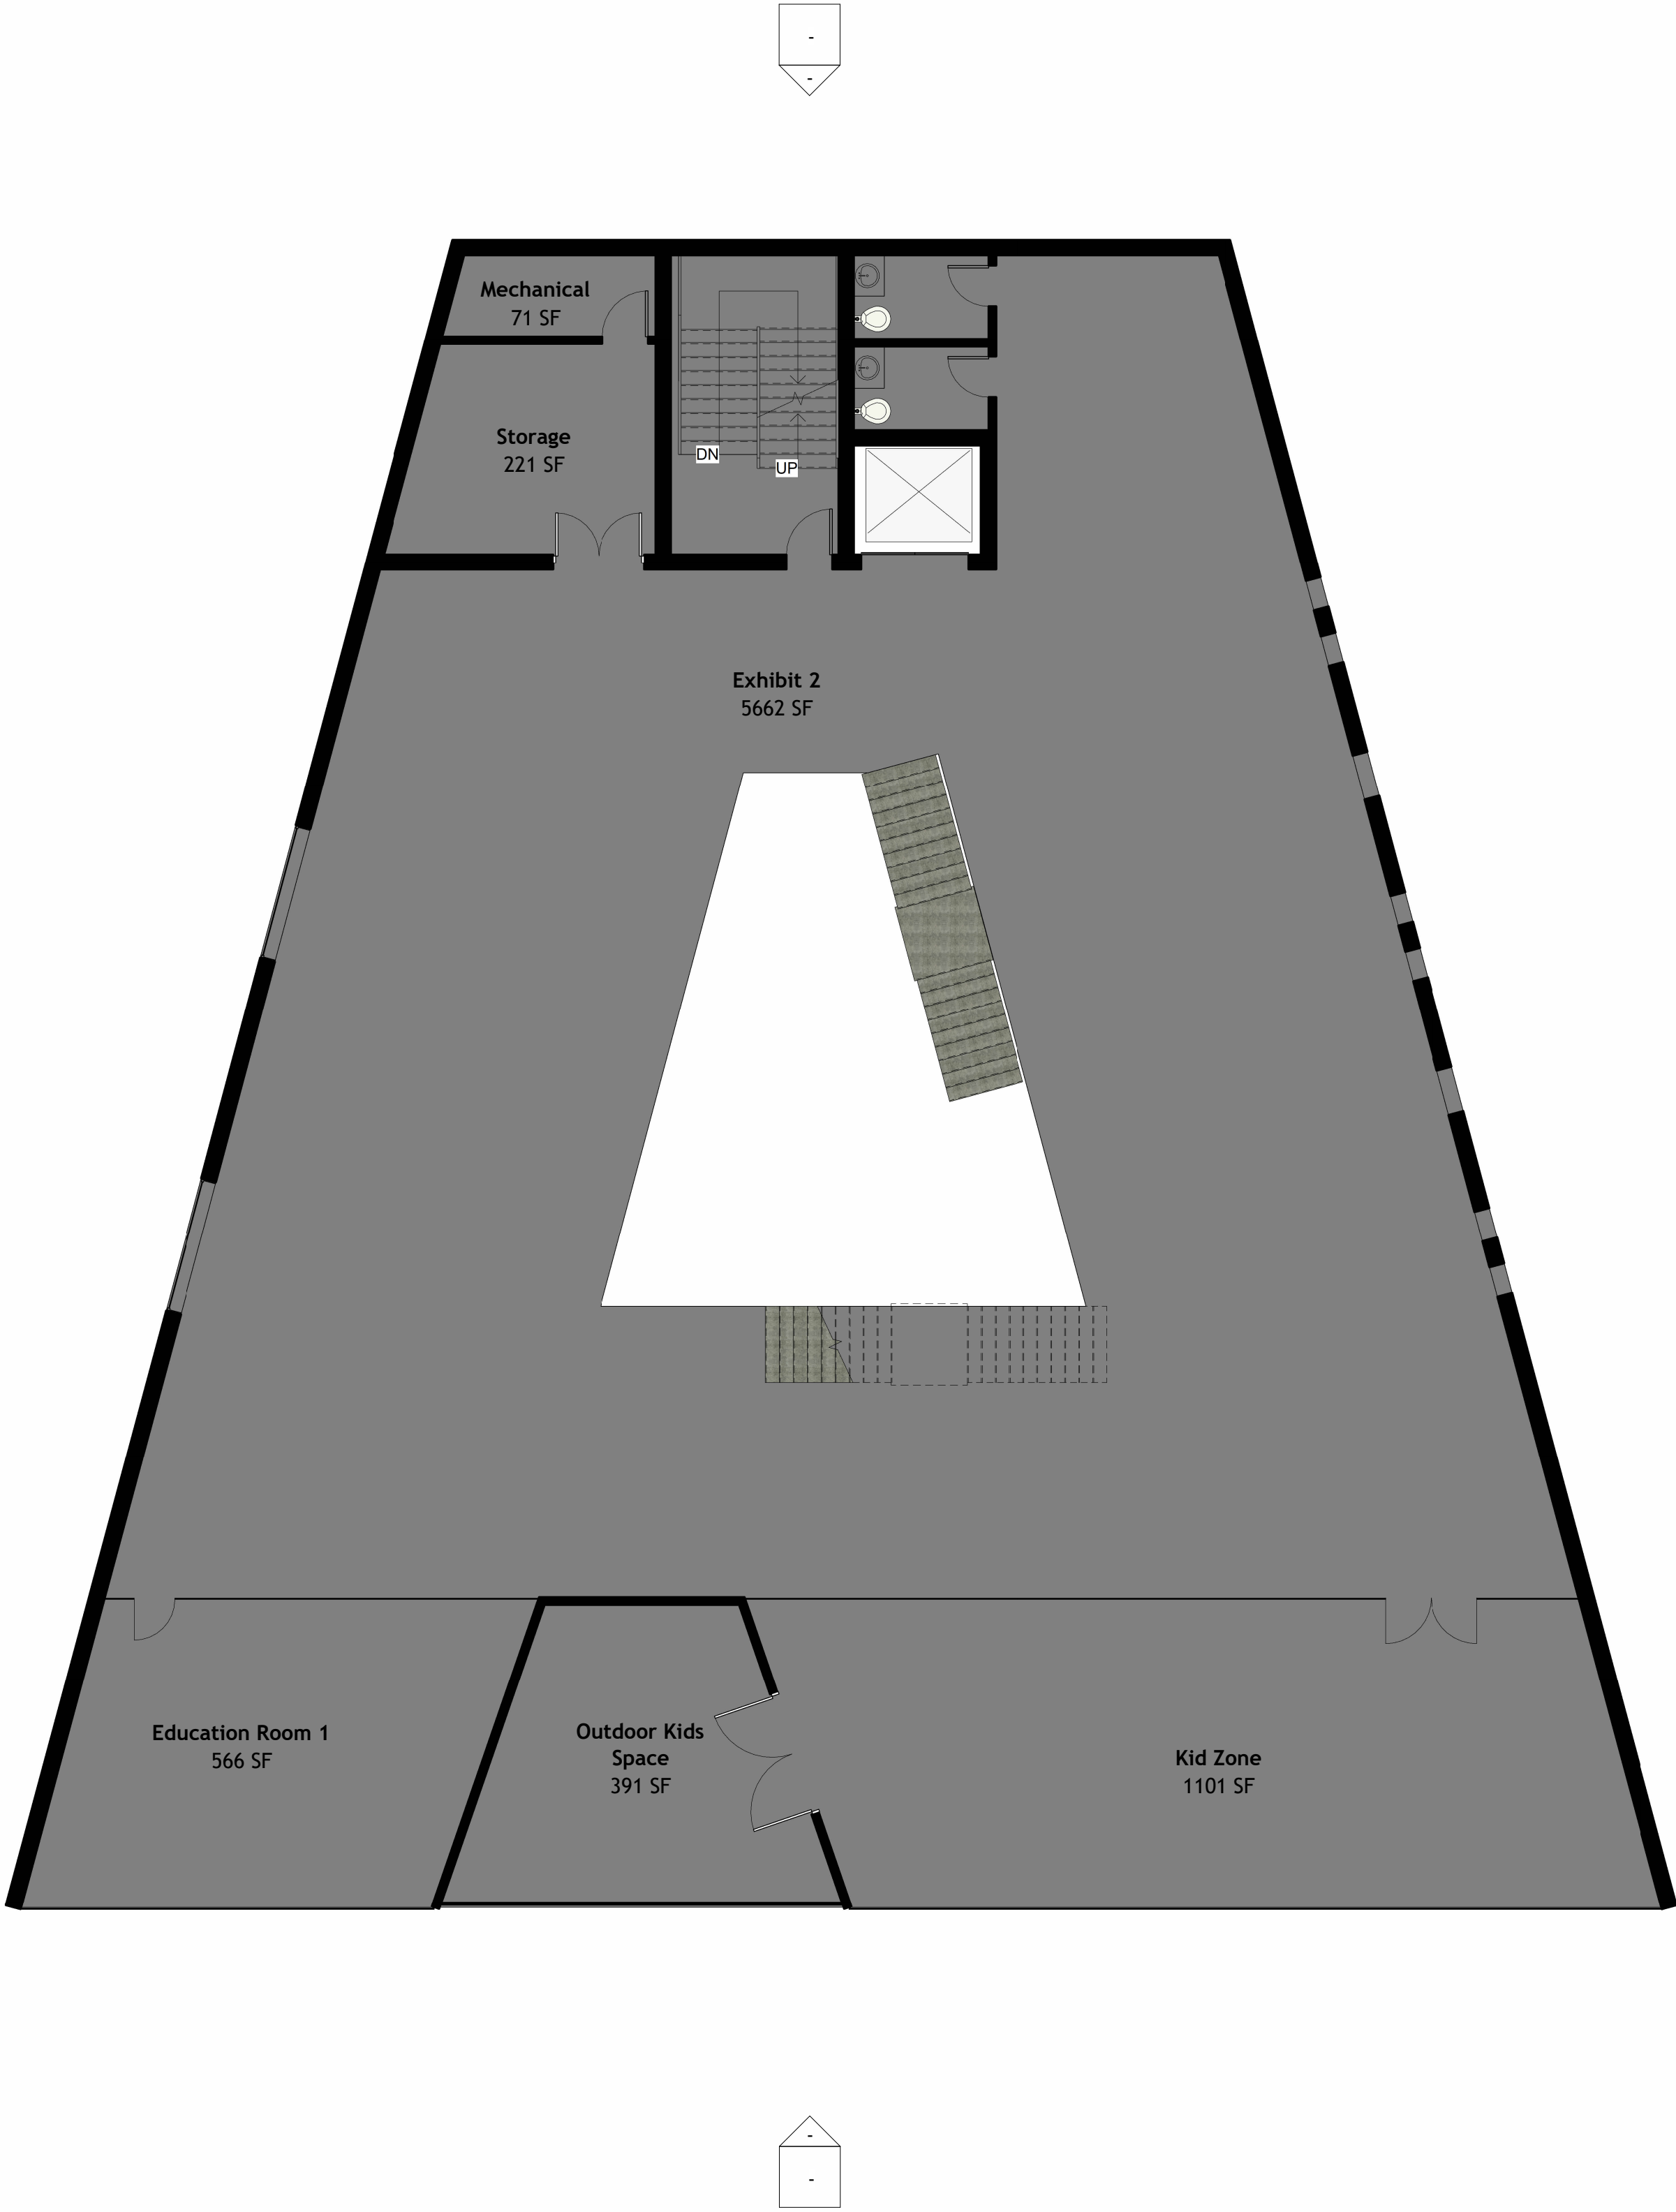 -
-
Mechanical
71 SF
Storage
221 SF
DN
UP
Exhibit 2
5662 SF
Education Room 1
566 SF
Outdoor Kids
Space
391 SF
Kid Zone
1101 SF
-
-